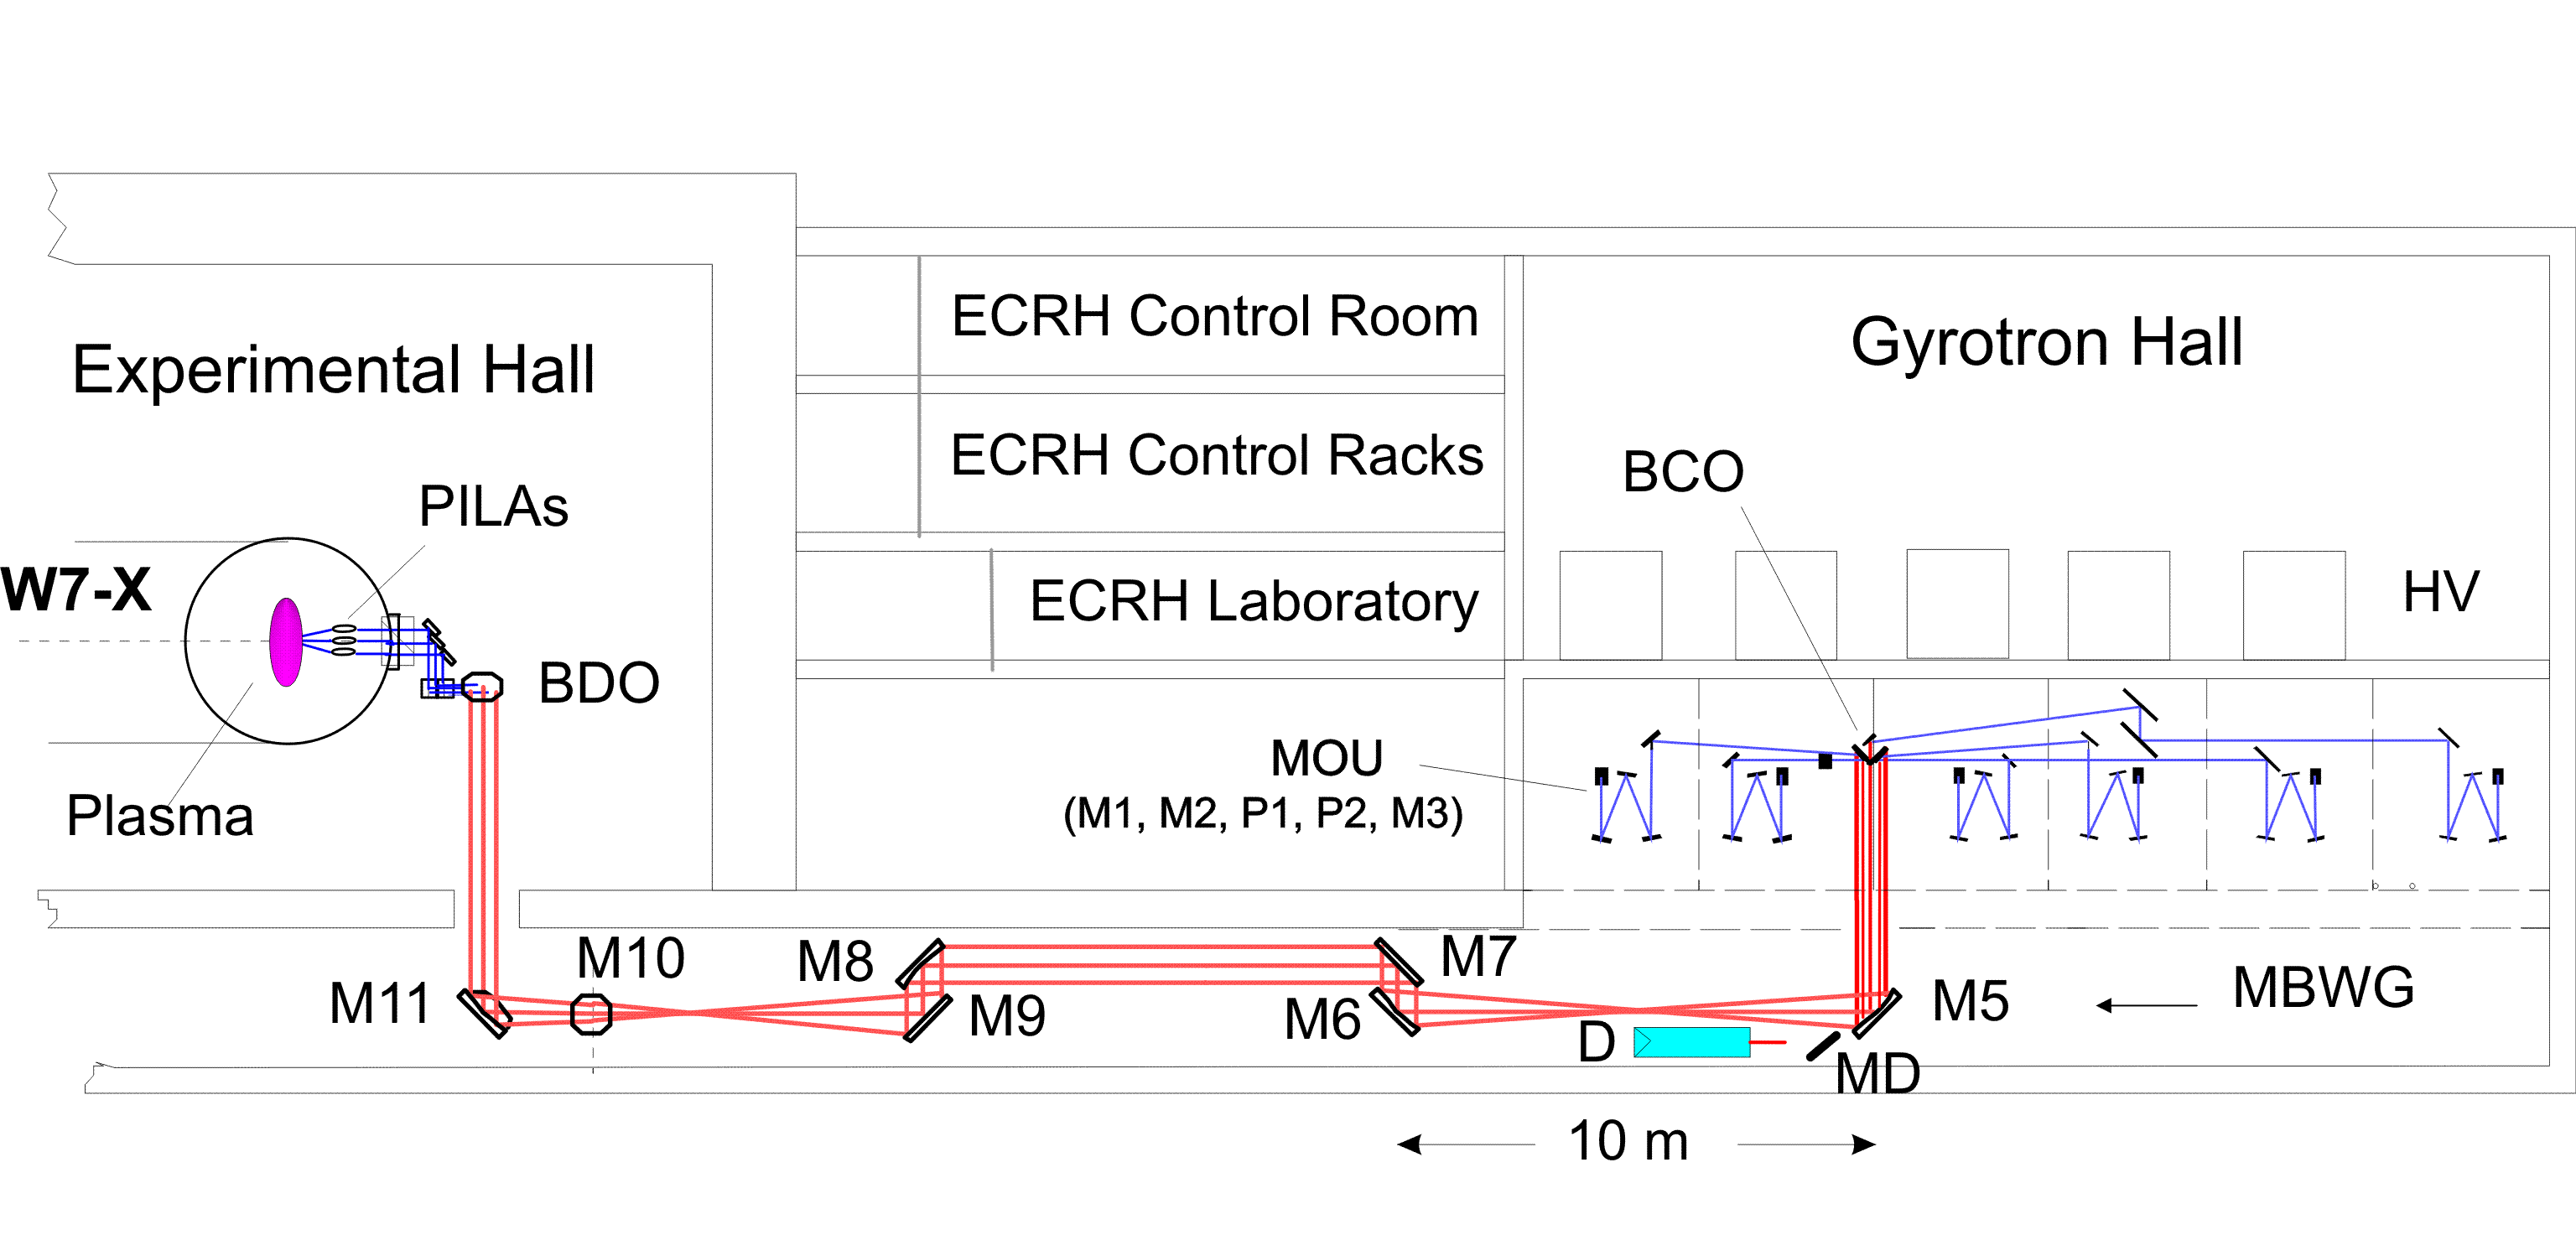 ECRH Control Room
Gyrotron Hall
Experimental Hall
ECRH Control Racks
BCO
PILAs
W7-X
ECRH Laboratory
HV
BDO
MOU
(M1, M2, P1, P2, M3)
Plasma
M10
M8
M7
M11
M9
M6
M5
MBWG
D
MD
10 m